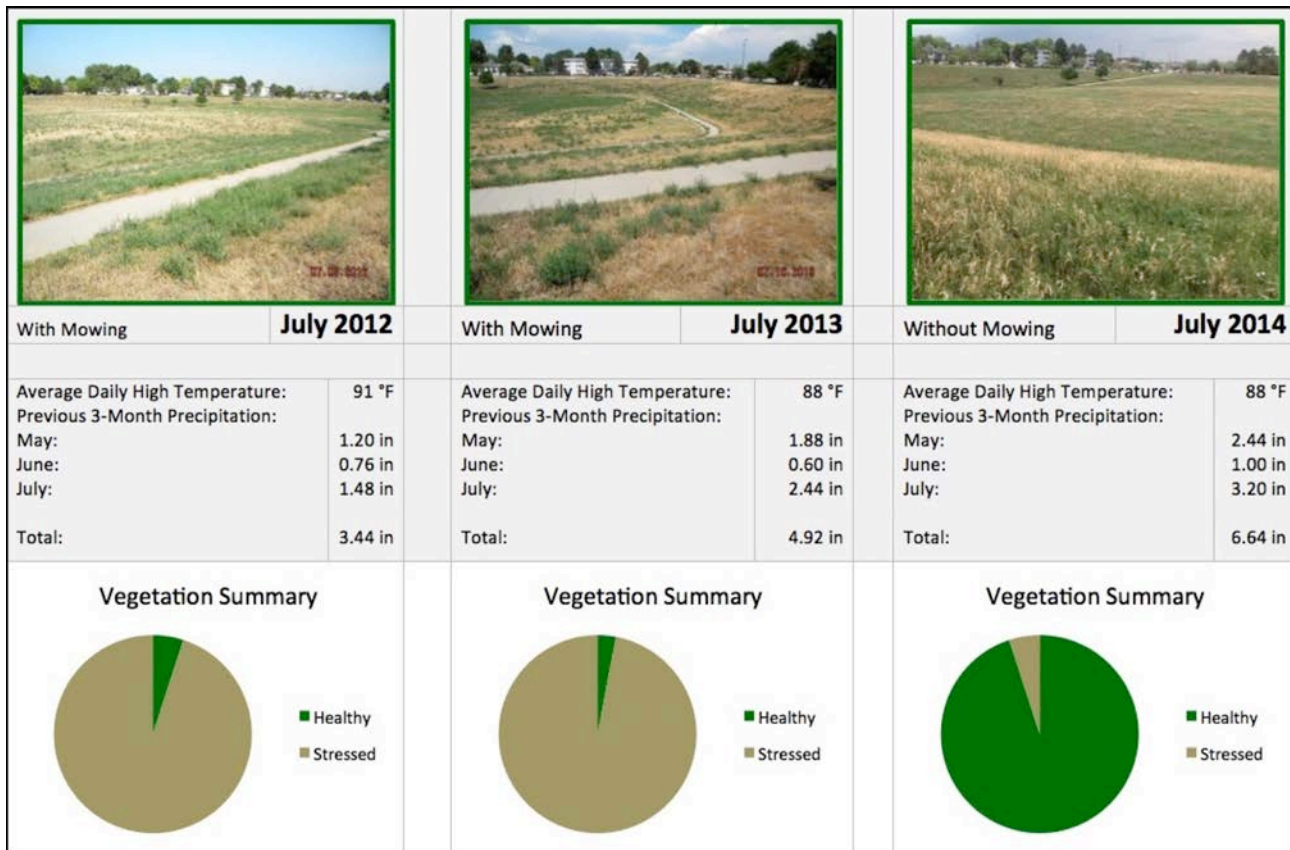 With Mowing July 2012
Average Daily High Temperature: 91 °F
Previous 3-Month Precipitation:
May: 1.20 in
June: 0.76 in
July: 1.48 in
Total: 3.44 in
Vegetation Summary
Healthy
Stressed
With Mowing July 2013
Average Daily High Temperature: 88 °F
Previous 3-Month Precipitation:
May: 1.88 in
June: 0.60 in
July: 2.44 in
Total: 4.92 in
Vegetation Summary
Healthy
Stressed
Without Mowing July 2014
Average Daily High Temperature: 88 °F
Previous 3-Month Precipitation:
May: 2.44 in
June: 1.00 in
July: 3.20 in
Total: 6.64 in
Vegetation Summary
Healthy
Stressed